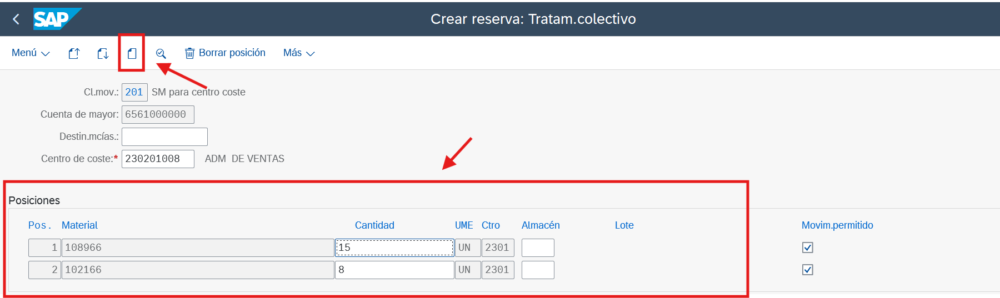 SAP
Crear reserva: Tratam.colectivo
Menú Borrar posición Más
Cl.mov.: 201 SM para centro coste
Cuenta de mayor: 6561000000
Destin.mcías.:
Centro de coste:* 230201008 ADM DE VENTAS
Posiciones
Pos. Material Cantidad UME Ctro Almacén Lote Movim.permitido
1 108966 15 UN 2301
2 102166 8 UN 2301